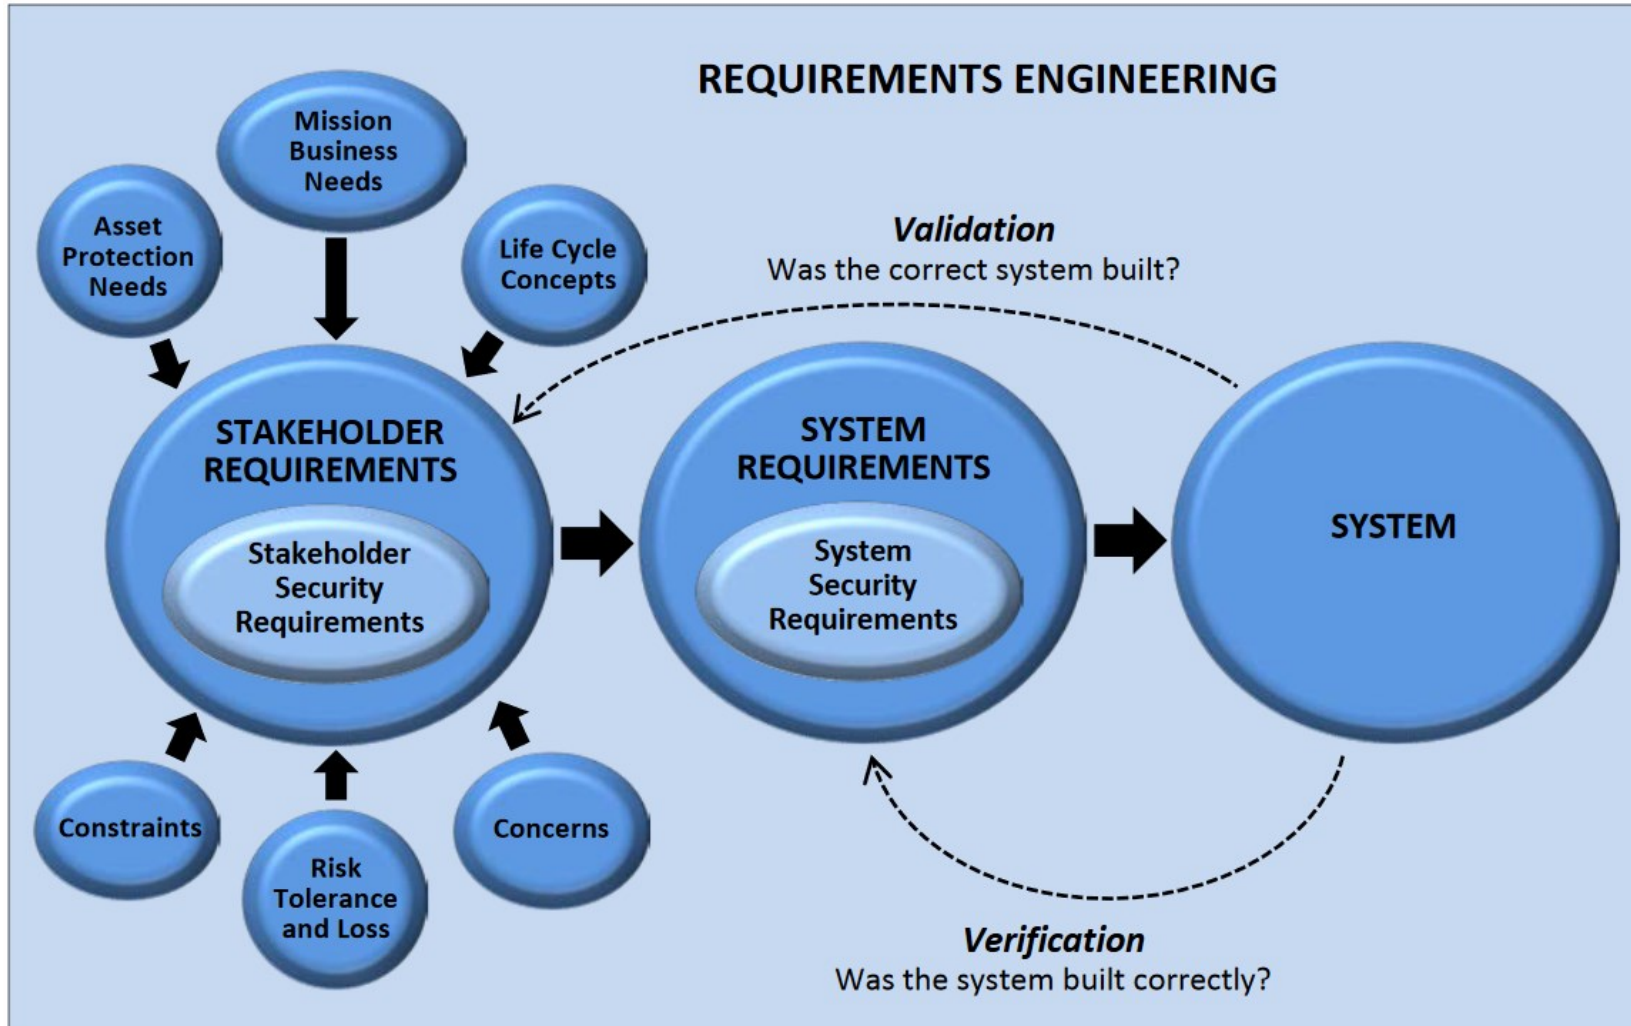 REQUIREMENTS ENGINEERING
Mission
Business
Needs
Asset
Protection
Needs
Life Cycle
Concepts
Validation
Was the correct system built?
STAKEHOLDER
REQUIREMENTS
Stakeholder
Security
Requirements
SYSTEM
REQUIREMENTS
System
Security
Requirements
SYSTEM
Constraints
Risk
Tolerance
and Loss
Concerns
Verification
Was the system built correctly?